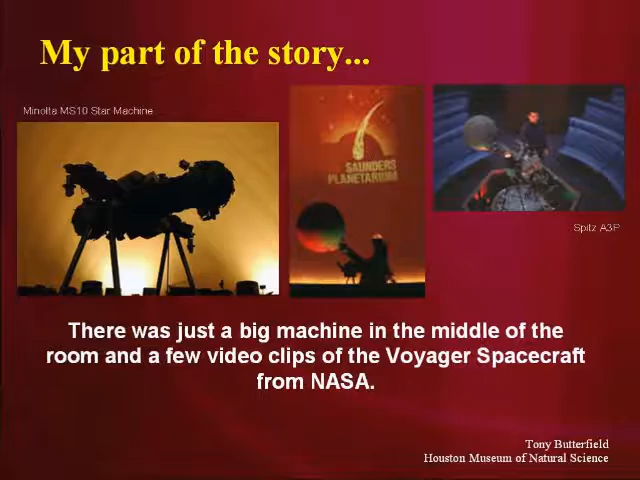 My part of the story...
Minolta MS10 Star Machine
SAUNDERS
PLANETARIUM
Spitz A3P
There was just a big machine in the middle of the
room and a few video clips of the Voyager Spacecraft
from NASA.
Tony Butterfield
Houston Museum of Natural Science